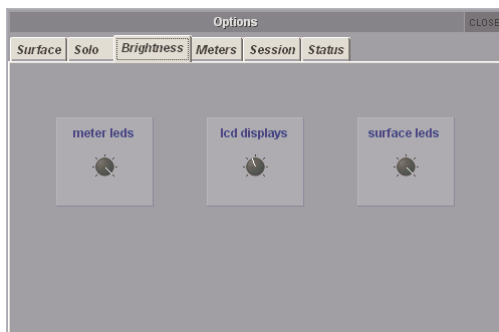 Options
CLOSE
Surface Solo Brightness Meters Session Status
meter leds lcd displays surface leds